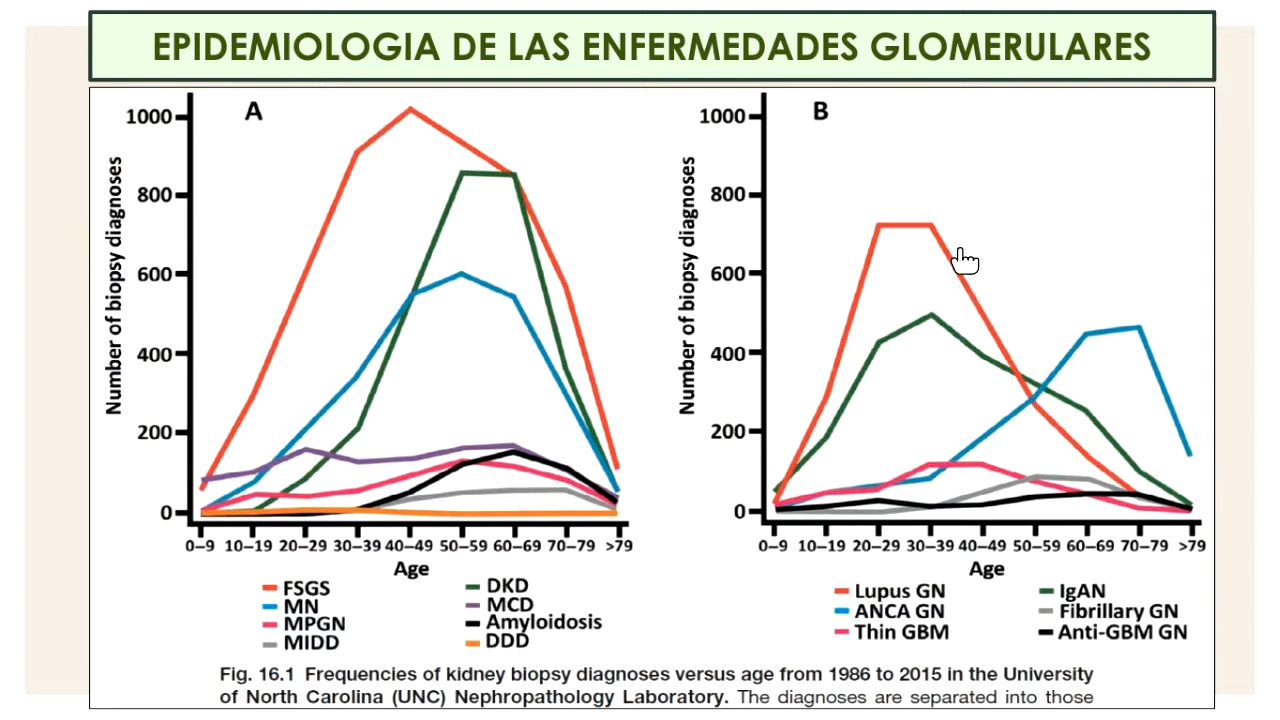 EPIDEMIOLOGIA DE LAS ENFERMEDADES GLOMERULARES
A
Number of biopsy diagnoses
1000
800
600
400
200
0
0–9 10–19 20–29 30–39 40–49 50–59 60–69 70–79 >79
Age
FSGS
MN
MPGN
MIDD
DKD
MCD
Amyloidosis
DDD
B
Number of biopsy diagnoses
1000
800
600
400
200
0
0–9 10–19 20–29 30–39 40–49 50–59 60–69 70–79 >79
Age
Lupus GN
ANCA GN
Thin GBM
IgAN
Fibrillary GN
Anti-GBM GN
Fig. 16.1 Frequencies of kidney biopsy diagnoses versus age from 1986 to 2015 in the University
of North Carolina (UNC) Nephropathology Laboratory. The diagnoses are separated into those